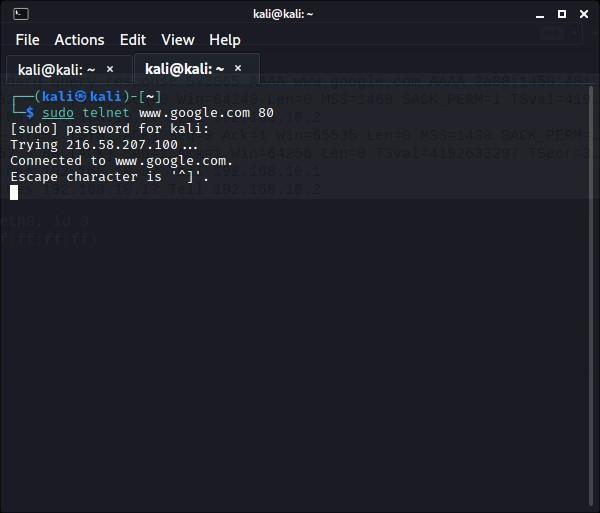 kali@kali: ~
File Actions Edit View Help
kali@kali: ~ × kali@kali: ~ ×
┌──(kali㉿kali)-[~]
└─$ sudo telnet www.google.com 80
[sudo] password for kali:
Trying 216.58.207.100...
Connected to www.google.com.
Escape character is '^]'.